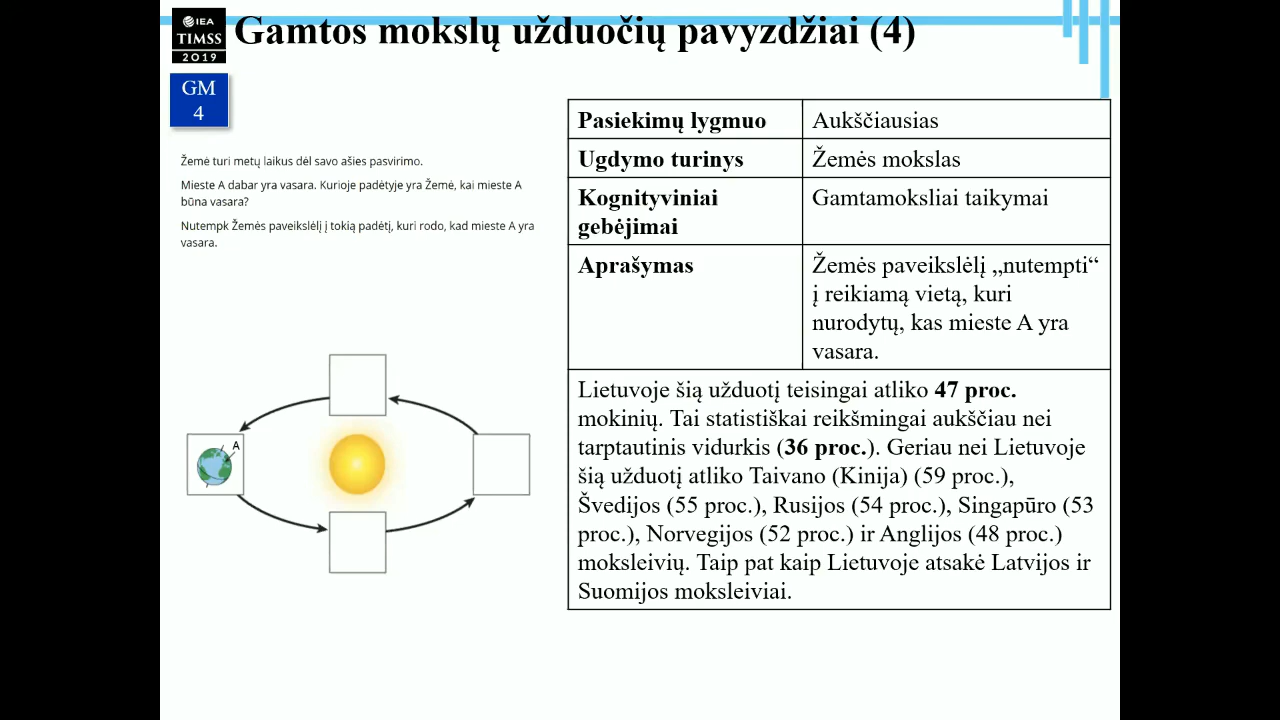 IEA
TIMSS
2019
Gamtos mokslų užduočių pavyzdžiai (4)
GM
4
Žemė turi metų laikus dėl savo ašies pasvirimo.
Mieste A dabar yra vasara. Kurioje padėtyje yra Žemė, kai mieste A
būna vasara?
Nutempk Žemės paveikslėlį į tokią padėtį, kuri rodo, kad mieste A yra
vasara.
A
Pasiekimų lygmuo
Aukščiausias
Ugdymo turinys
Žemės mokslas
Kognityviniai
gebėjimai
Gamtamoksliai taikymai
Aprašymas
Žemės paveikslėlį „nutempti“
į reikiamą vietą, kuri
nurodytų, kas mieste A yra
vasara.
Lietuvoje šią užduotį teisingai atliko 47 proc.
mokinių. Tai statistiškai reikšmingai aukščiau nei
tarptautinis vidurkis (36 proc.). Geriau nei Lietuvoje
šią užduotį atliko Taivano (Kinija) (59 proc.),
Švedijos (55 proc.), Rusijos (54 proc.), Singapūro (53
proc.), Norvegijos (52 proc.) ir Anglijos (48 proc.)
moksleivių. Taip pat kaip Lietuvoje atsakė Latvijos ir
Suomijos moksleiviai.